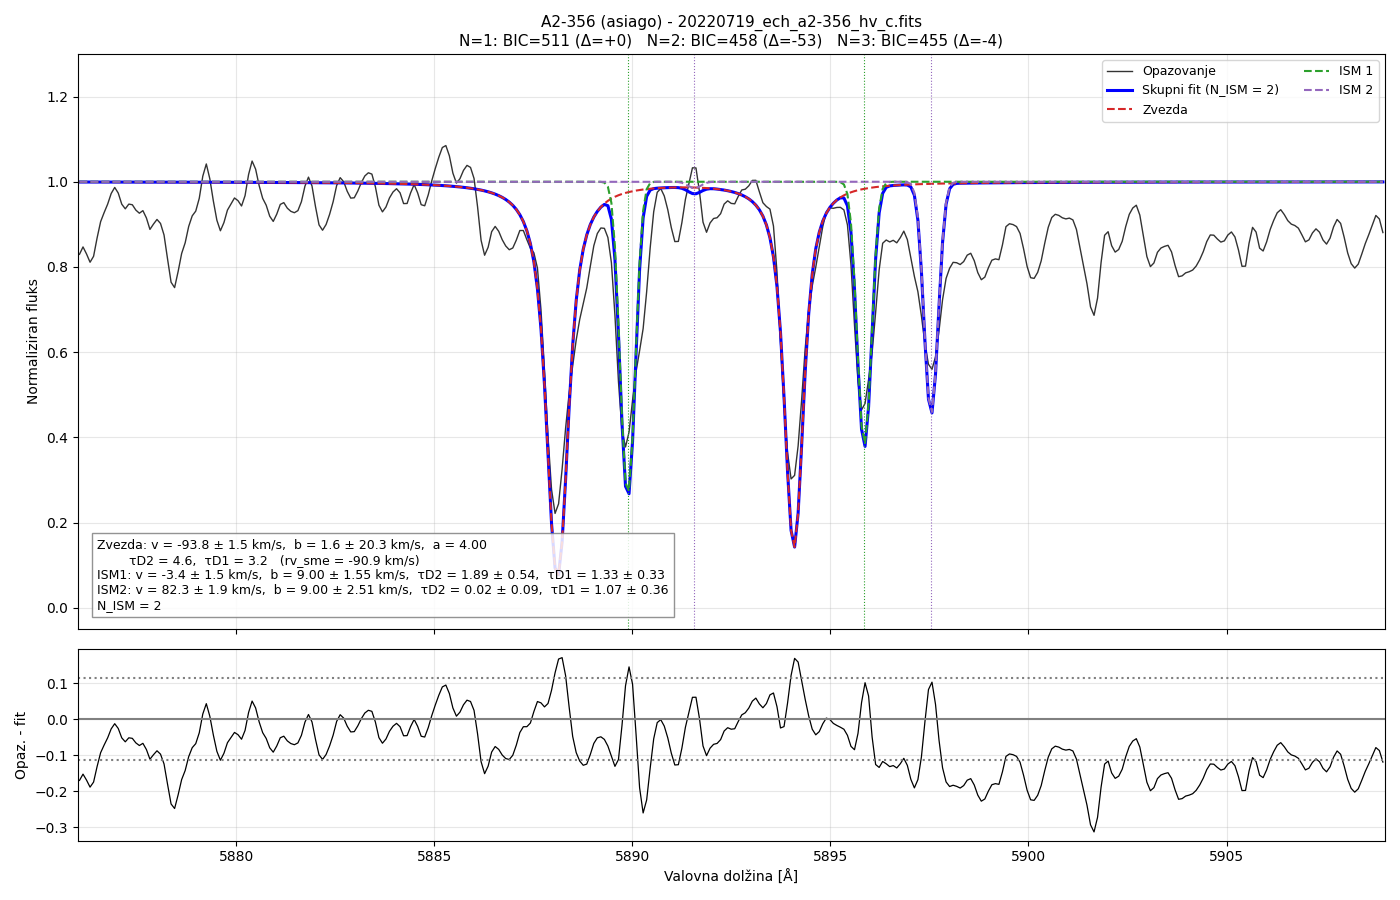 A2-356 (asiago) - 20220719_ech_a2-356_hv_c.fits
N=1: BIC=511 (Δ=+0)   N=2: BIC=458 (Δ=-53)   N=3: BIC=455 (Δ=-4)
Opazovanje
Skupni fit (N_ISM = 2)
Zvezda
ISM 1
ISM 2
Normaliziran fluks
1.2
1.0
0.8
0.6
0.4
0.2
0.0
Zvezda: v = -93.8 ± 1.5 km/s,  b = 1.6 ± 20.3 km/s,  a = 4.00
τD2 = 4.6,  τD1 = 3.2   (rv_sme = -90.9 km/s)
ISM1: v = -3.4 ± 1.5 km/s,  b = 9.00 ± 1.55 km/s,  τD2 = 1.89 ± 0.54,  τD1 = 1.33 ± 0.33
ISM2: v = 82.3 ± 1.9 km/s,  b = 9.00 ± 2.51 km/s,  τD2 = 0.02 ± 0.09,  τD1 = 1.07 ± 0.36
N_ISM = 2
Opaz. - fit
0.1
0.0
−0.1
−0.2
−0.3
5880
5885
5890
5895
5900
5905
Valovna dolžina [Å]